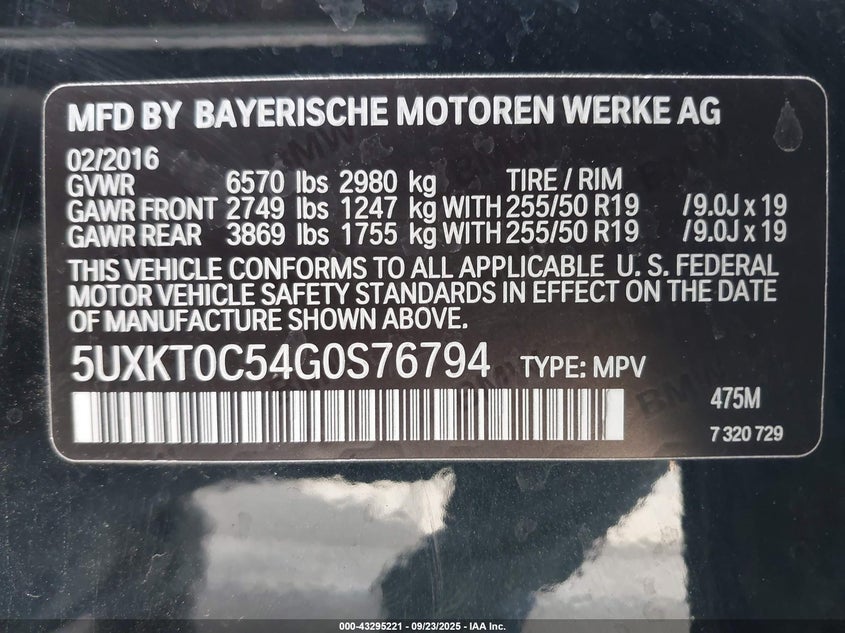 MFD BY BAYERISCHE MOTOREN WERKE AG
02/2016
GVWR 6570 lbs 2980 kg TIRE / RIM
GAWR FRONT 2749 lbs 1247 kg WITH 255/50 R19 /9.0J x 19
GAWR REAR 3869 lbs 1755 kg WITH 255/50 R19 /9.0J x 19
THIS VEHICLE CONFORMS TO ALL APPLICABLE U. S. FEDERAL
MOTOR VEHICLE SAFETY STANDARDS IN EFFECT ON THE DATE
OF MANUFACTURE SHOWN ABOVE.
5UXKT0C54G0S76794 TYPE: MPV
475M
7 320 729
000-43295221 - 09/23/2025 - IAA Inc.